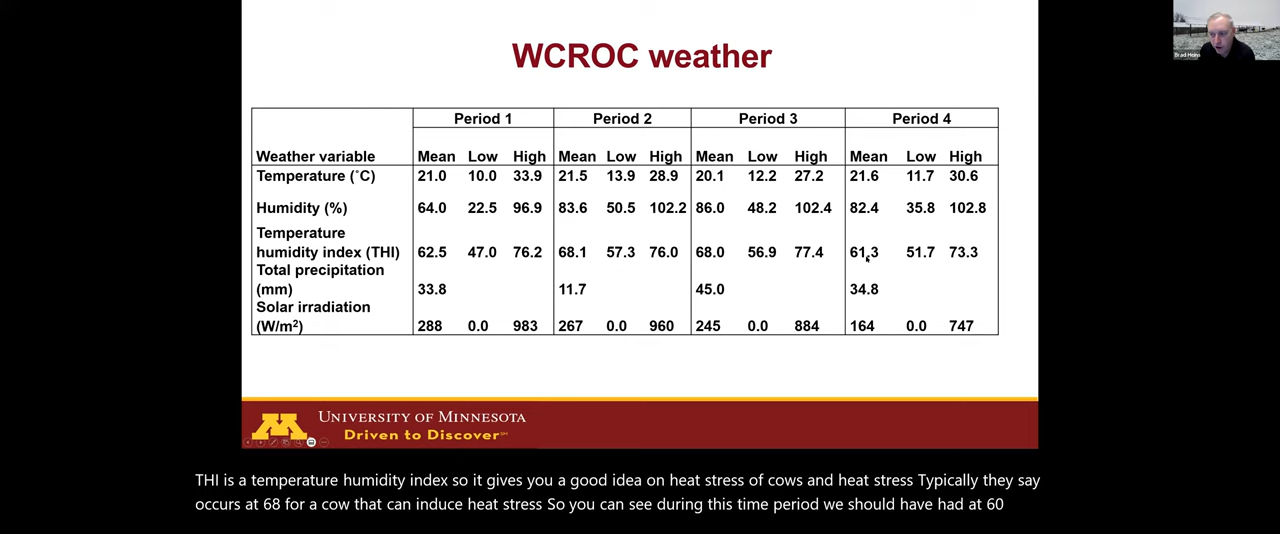 WCROC weather
Brad Heins
Period 1 Period 2 Period 3 Period 4
Weather variable Mean Low High Mean Low High Mean Low High Mean Low High
Temperature (˚C) 21.0 10.0 33.9 21.5 13.9 28.9 20.1 12.2 27.2 21.6 11.7 30.6
Humidity (%) 64.0 22.5 96.9 83.6 50.5 102.2 86.0 48.2 102.4 82.4 35.8 102.8
Temperature
humidity index (THI) 62.5 47.0 76.2 68.1 57.3 76.0 68.0 56.9 77.4 61.3 51.7 73.3
Total precipitation
(mm) 33.8 11.7 45.0 34.8
Solar irradiation
(W/m²) 288 0.0 983 267 0.0 960 245 0.0 884 164 0.0 747
M UNIVERSITY OF MINNESOTA
Driven to Discover℠
THI is a temperature humidity index so it gives you a good idea on heat stress of cows and heat stress Typically they say
occurs at 68 for a cow that can induce heat stress So you can see during this time period we should have had at 60